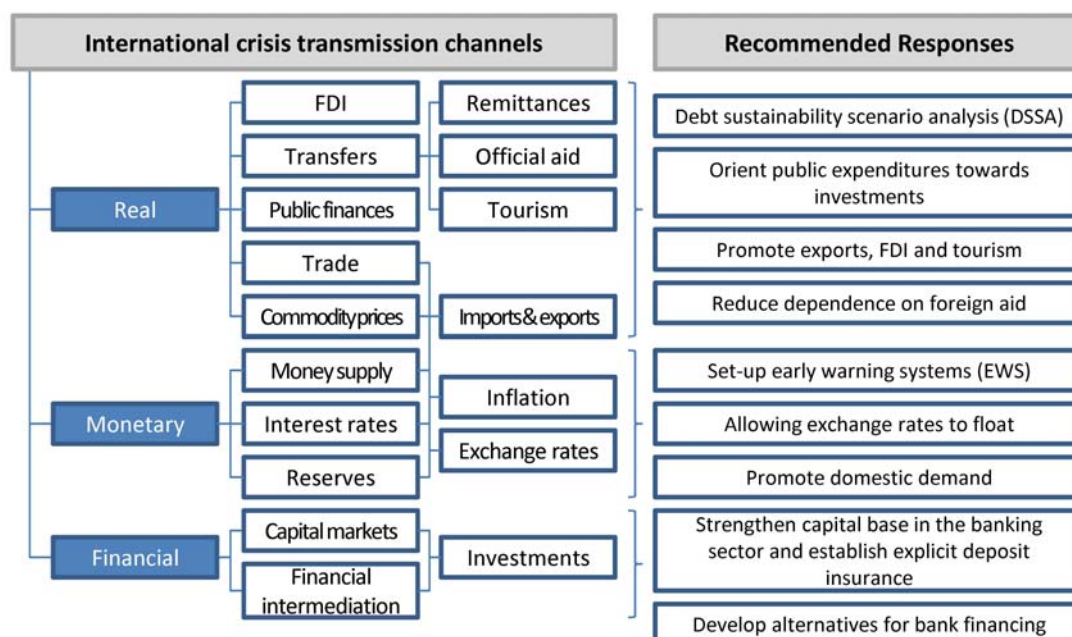 International crisis transmission channels
Recommended Responses
Real
FDI
Transfers
Public finances
Trade
Commodity prices
Remittances
Official aid
Tourism
Imports & exports
Debt sustainability scenario analysis (DSSA)
Orient public expenditures towards
investments
Promote exports, FDI and tourism
Reduce dependence on foreign aid
Monetary
Money supply
Interest rates
Reserves
Inflation
Exchange rates
Set-up early warning systems (EWS)
Allowing exchange rates to float
Promote domestic demand
Financial
Capital markets
Financial
intermediation
Investments
Strengthen capital base in the banking
sector and establish explicit deposit
insurance
Develop alternatives for bank financing